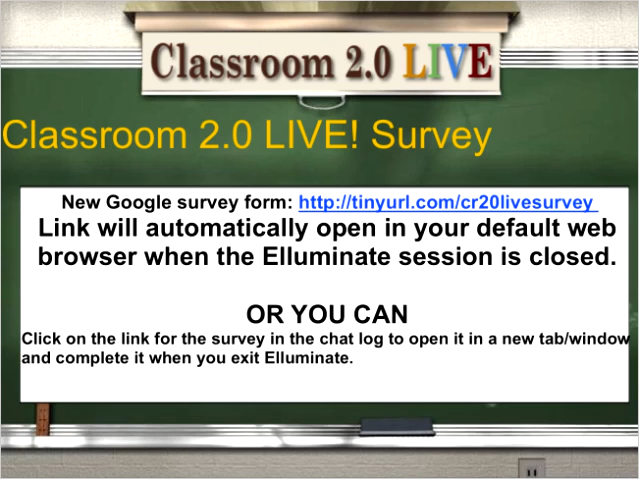 Classroom 2.0 LIVE
Classroom 2.0 LIVE! Survey
New Google survey form: http://tinyurl.com/cr20livesurvey
Link will automatically open in your default web
browser when the Elluminate session is closed.
OR YOU CAN
Click on the link for the survey in the chat log to open it in a new tab/window
and complete it when you exit Elluminate.